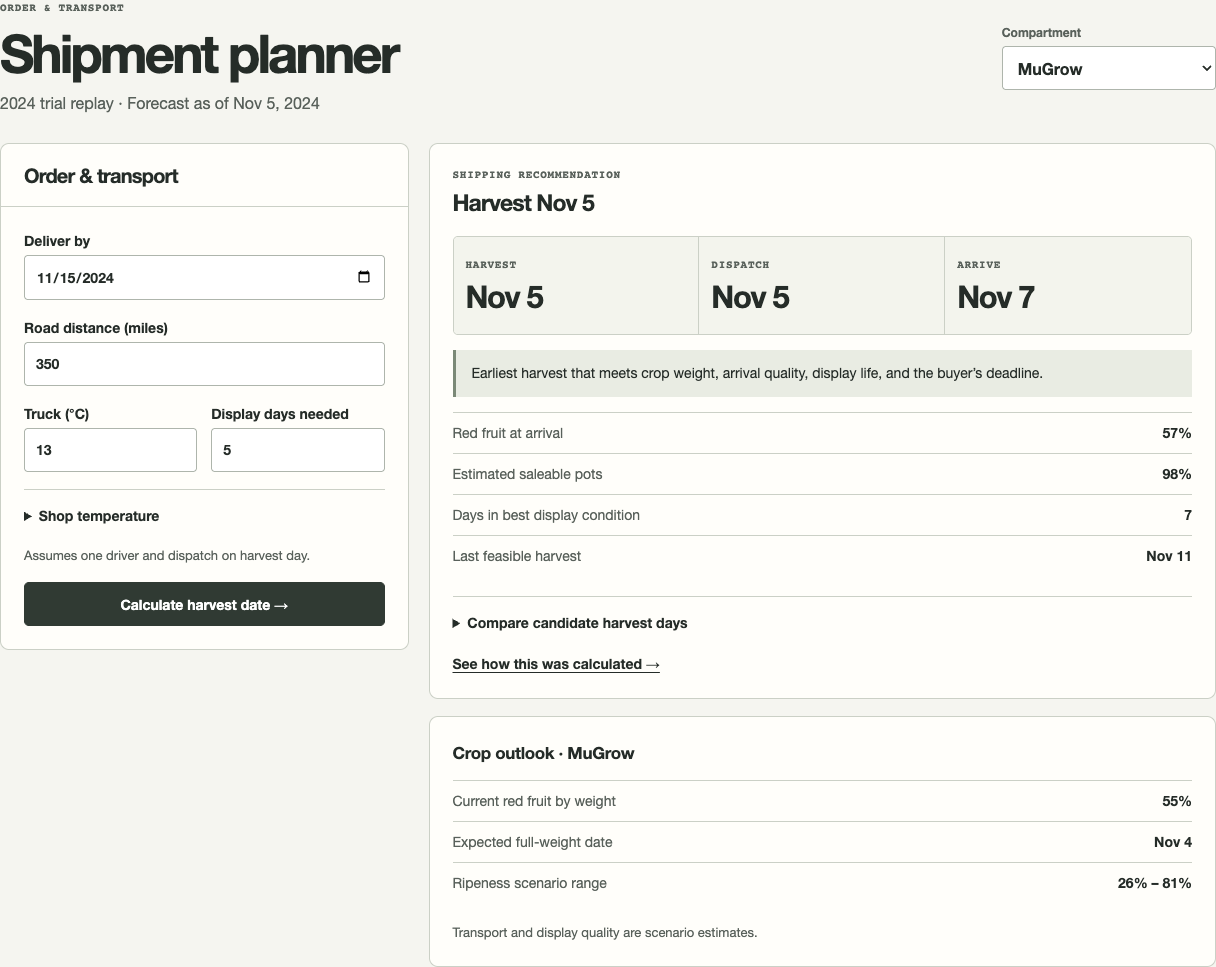 ORDER & TRANSPORT
Shipment planner
2024 trial replay · Forecast as of Nov 5, 2024
Compartment
MuGrow
Order & transport
Deliver by
11/15/2024
Road distance (miles)
350
Truck (°C)
Display days needed
13
5
▶ Shop temperature
Assumes one driver and dispatch on harvest day.
Calculate harvest date →
SHIPPING RECOMMENDATION
Harvest Nov 5
HARVEST
Nov 5
DISPATCH
Nov 5
ARRIVE
Nov 7
Earliest harvest that meets crop weight, arrival quality, display life, and the buyer’s deadline.
Red fruit at arrival 57%
Estimated saleable pots 98%
Days in best display condition 7
Last feasible harvest Nov 11
▶ Compare candidate harvest days
See how this was calculated →
Crop outlook · MuGrow
Current red fruit by weight 55%
Expected full-weight date Nov 4
Ripeness scenario range 26% – 81%
Transport and display quality are scenario estimates.